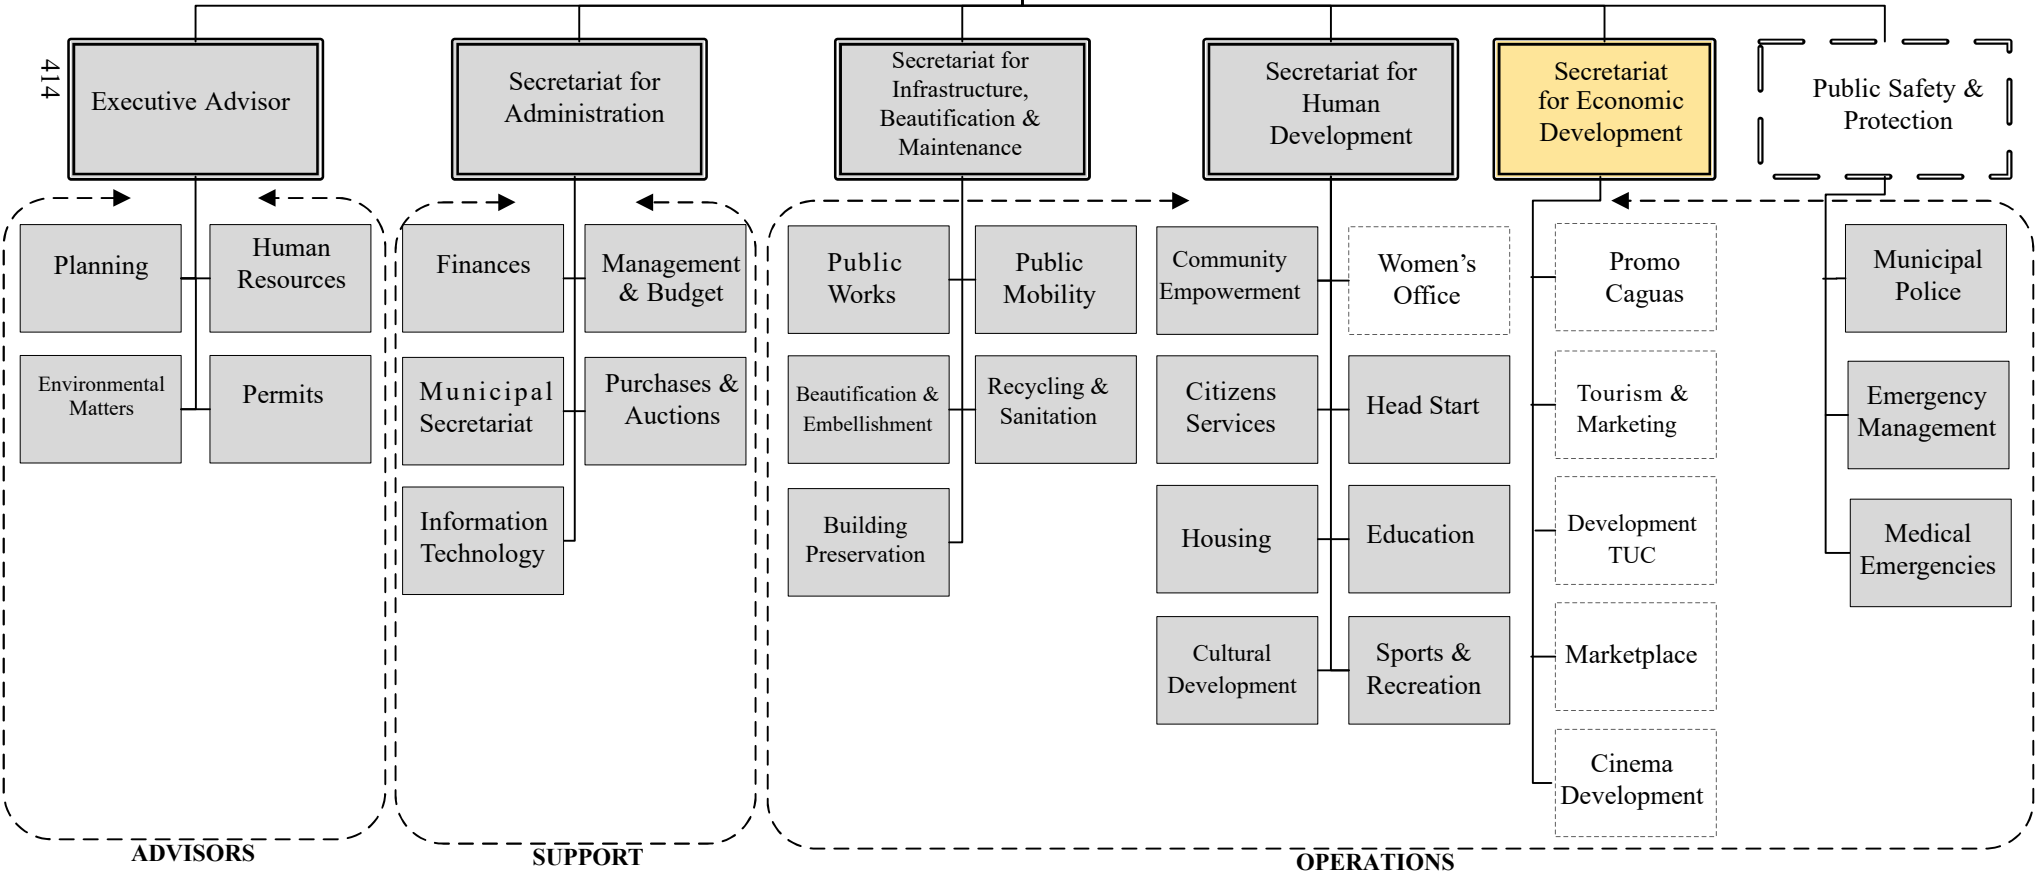 414
Executive Advisor
Secretariat for
Administration
Secretariat for
Infrastructure,
Beautification &
Maintenance
Secretariat for
Human
Development
Secretariat
for Economic
Development
Public Safety &
Protection
Planning
Human
Resources
Environmental
Matters
Permits
Finances
Management
& Budget
Municipal
Secretariat
Purchases &
Auctions
Information
Technology
Public
Works
Public
Mobility
Beautification &
Embellishment
Recycling &
Sanitation
Building
Preservation
Community
Empowerment
Women’s
Office
Citizens
Services
Head Start
Housing
Education
Cultural
Development
Sports &
Recreation
Promo
Caguas
Tourism &
Marketing
Development
TUC
Marketplace
Cinema
Development
Municipal
Police
Emergency
Management
Medical
Emergencies
ADVISORS
SUPPORT
OPERATIONS